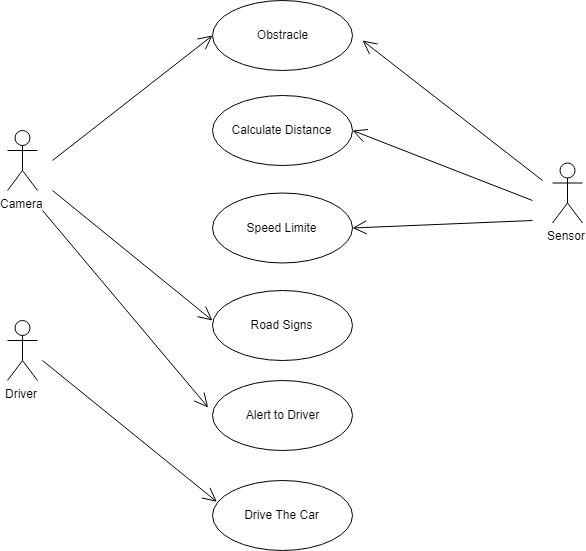 Obstracle
Calculate Distance
Camera
Speed Limite
Sensor
Road Signs
Driver
Alert to Driver
Drive The Car